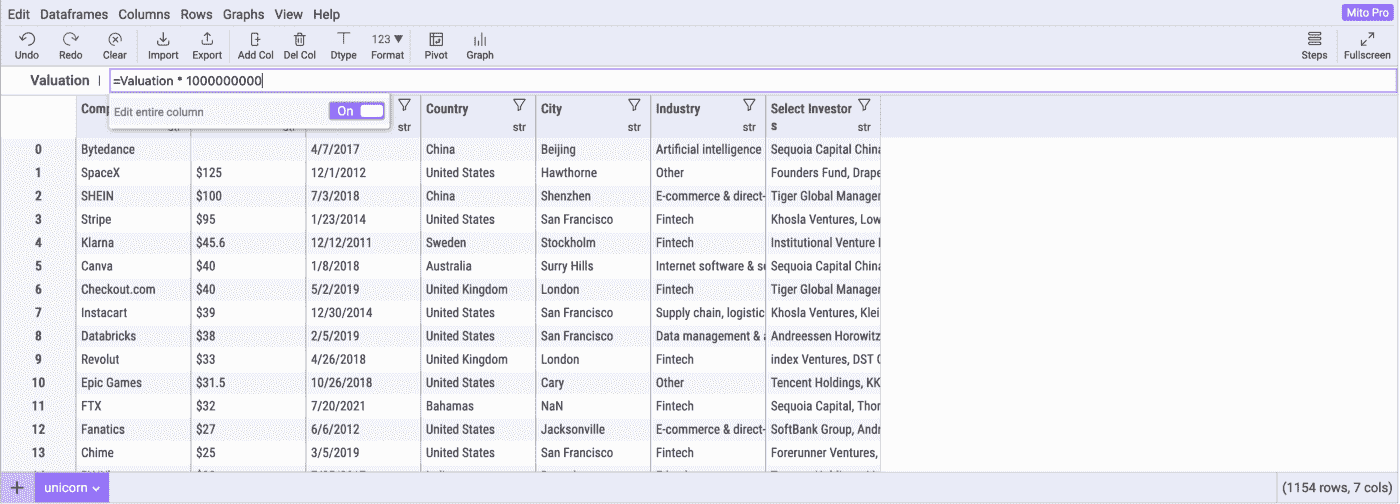 Edit Dataframes Columns Rows Graphs View Help Mito Pro
123
Undo Redo Clear Import Export Add Col Del Col Dtype Format Pivot Graph Steps Fullscreen
Valuation =Valuation * 1000000000
Edit entire column On
Comp Country City Industry Select Investor
s
str str str str str str
0 Bytedance 4/7/2017 China Beijing Artificial intelligence Sequoia Capital China
1 SpaceX $125 12/1/2012 United States Hawthorne Other Founders Fund, Drape
2 SHEIN $100 7/3/2018 China Shenzhen E-commerce & direct- Tiger Global Manager
3 Stripe $95 1/23/2014 United States San Francisco Fintech Khosla Ventures, Low
4 Klarna $45.6 12/12/2011 Sweden Stockholm Fintech Institutional Venture
5 Canva $40 1/8/2018 Australia Surry Hills Internet software & se Sequoia Capital China
6 Checkout.com $40 5/2/2019 United Kingdom London Fintech Tiger Global Manager
7 Instacart $39 12/30/2014 United States San Francisco Supply chain, logistic Khosla Ventures, Klei
8 Databricks $38 2/5/2019 United States San Francisco Data management & a Andreessen Horowitz
9 Revolut $33 4/26/2018 United Kingdom London Fintech index Ventures, DST
10 Epic Games $31.5 10/26/2018 United States Cary Other Tencent Holdings, KK
11 FTX $32 7/20/2021 Bahamas NaN Fintech Sequoia Capital, Thor
12 Fanatics $27 6/6/2012 United States Jacksonville E-commerce & direct- SoftBank Group, Andr
13 Chime $25 3/5/2019 United States San Francisco Fintech Forerunner Ventures,
+ unicorn (1154 rows, 7 cols)